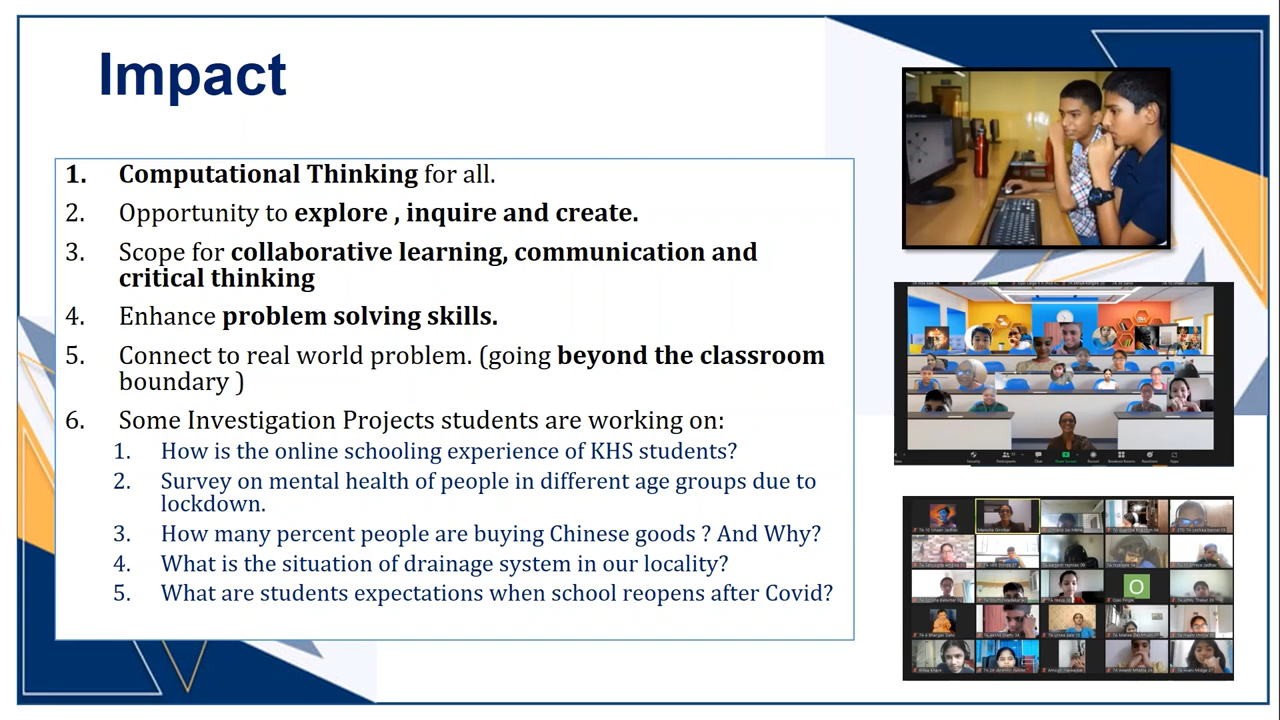 Impact
1. Computational Thinking for all.
2. Opportunity to explore , inquire and create.
3. Scope for collaborative learning, communication and
critical thinking
4. Enhance problem solving skills.
5. Connect to real world problem. (going beyond the classroom
boundary )
6. Some Investigation Projects students are working on:
1. How is the online schooling experience of KHS students?
2. Survey on mental health of people in different age groups due to
lockdown.
3. How many percent people are buying Chinese goods ? And Why?
4. What is the situation of drainage system in our locality?
5. What are students expectations when school reopens after Covid?
O